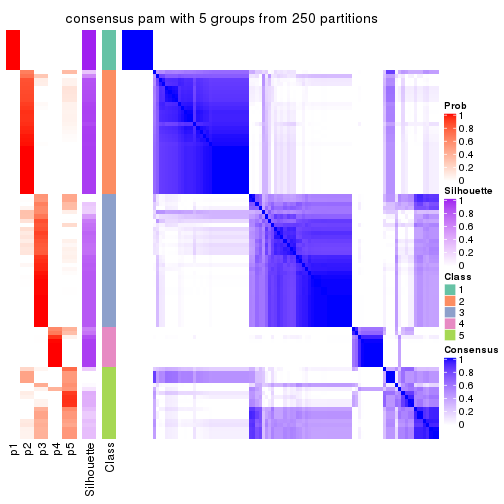 consensus pam with 5 groups from 250 partitions
Prob
1
0.8
0.6
0.4
0.2
0
Silhouette
1
0.8
0.6
0.4
0.2
0
Class
1
2
3
4
5
Consensus
1
0.8
0.6
0.4
0.2
0
p1
p2
p3
p4
p5
Silhouette
Class